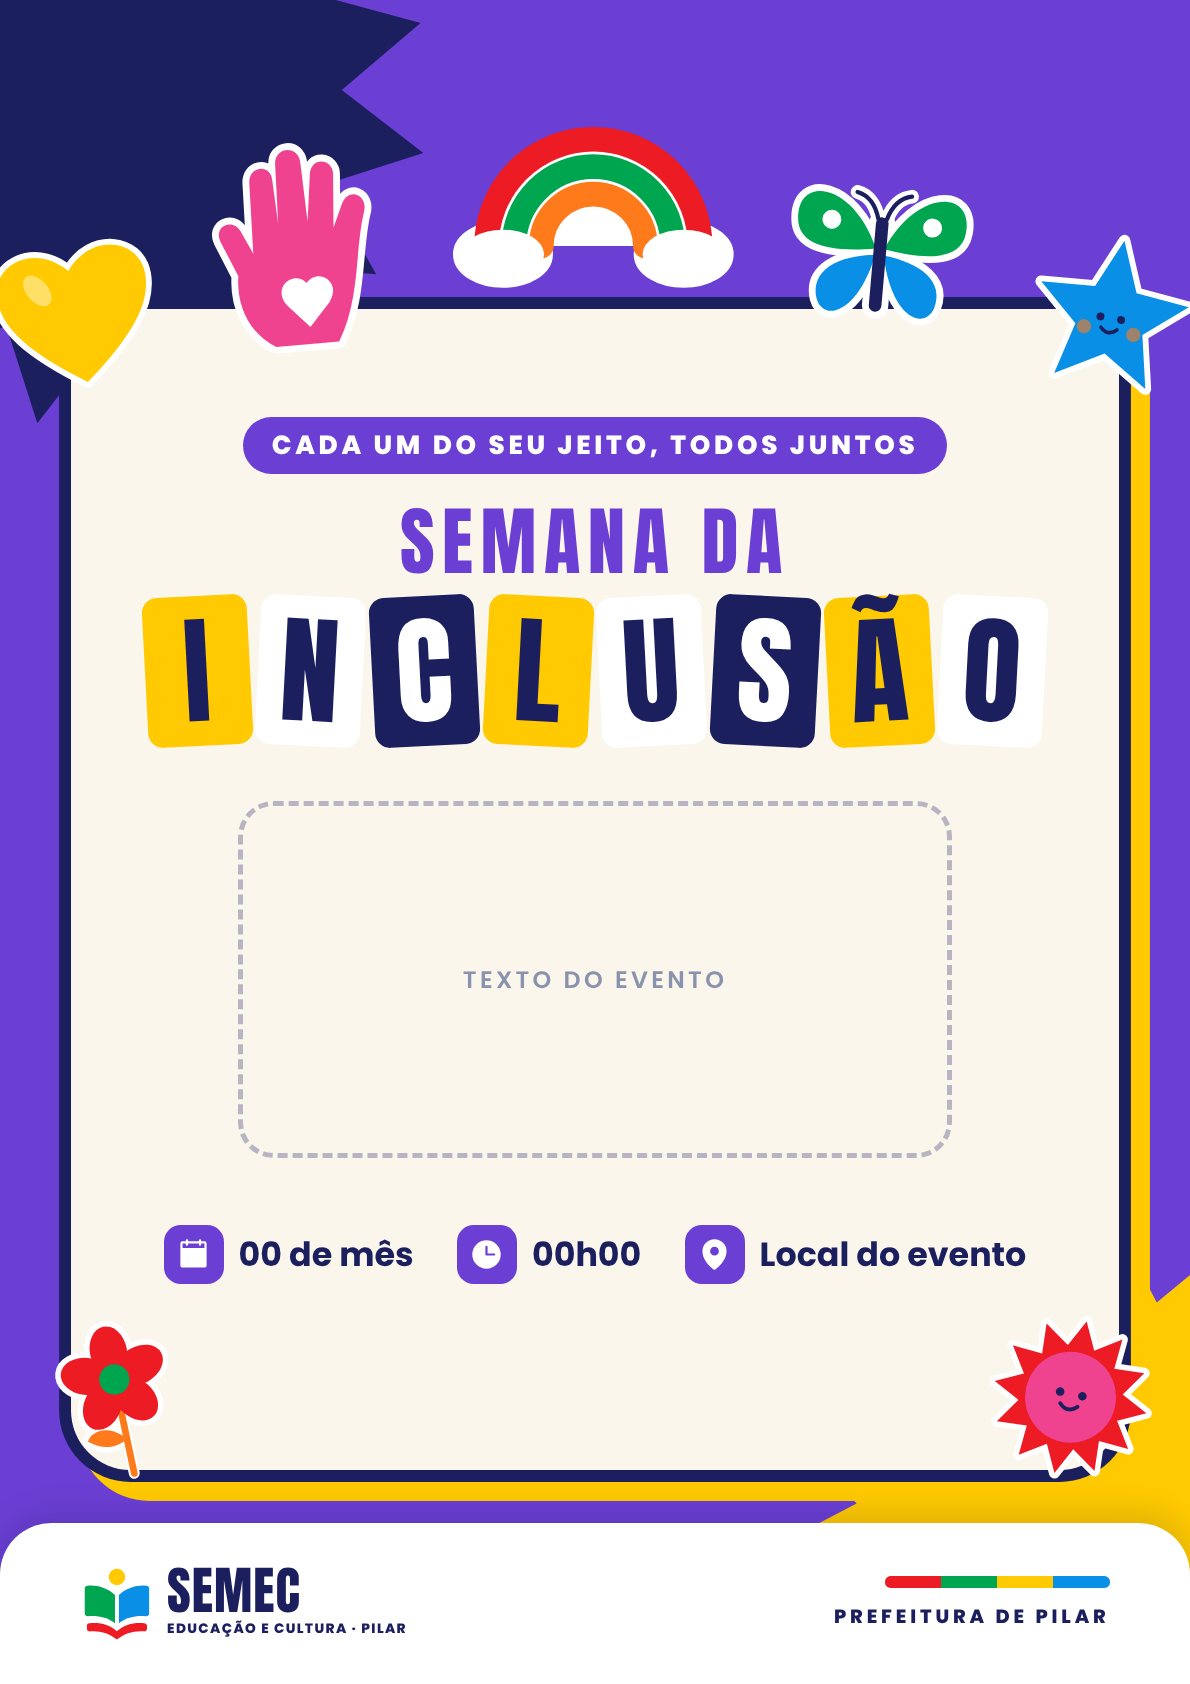 CADA UM DO SEU JEITO, TODOS JUNTOS
SEMANA DA
INCLUSÃO
TEXTO DO EVENTO
00 de mês 00h00 Local do evento
SEMEC
EDUCAÇÃO E CULTURA · PILAR
PREFEITURA DE PILAR